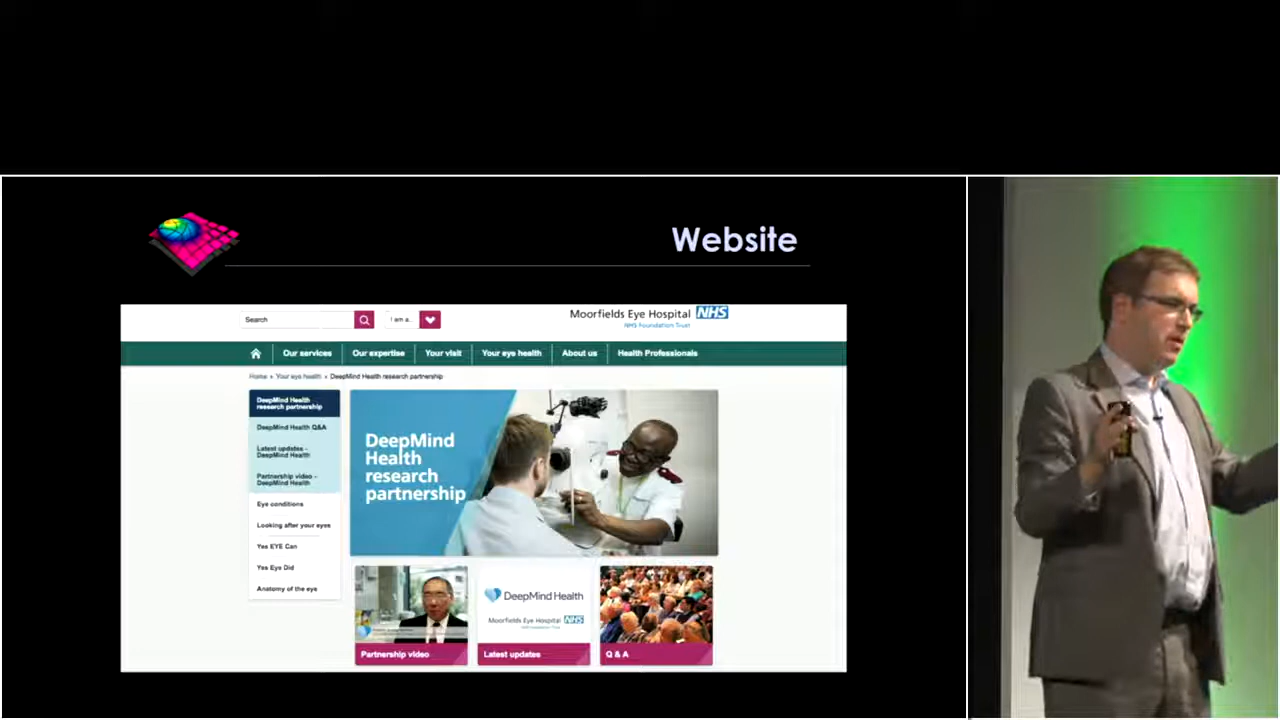 Website
Search
I am a...
Moorfields Eye Hospital NHS
NHS Foundation Trust
Our services
Our expertise
Your visit
Your eye health
About us
Health Professionals
Home › Your eye health › DeepMind Health research partnership
DeepMind Health
research partnership
DeepMind Health Q&A
Latest updates -
DeepMind Health
Partnership video -
DeepMind Health
Eye conditions
Looking after your eyes
Yes EYE Can
Yes Eye Did
Anatomy of the eye
DeepMind
Health
research
partnership
DeepMind Health
Moorfields Eye Hospital NHS
Partnership video
Latest updates
Q & A